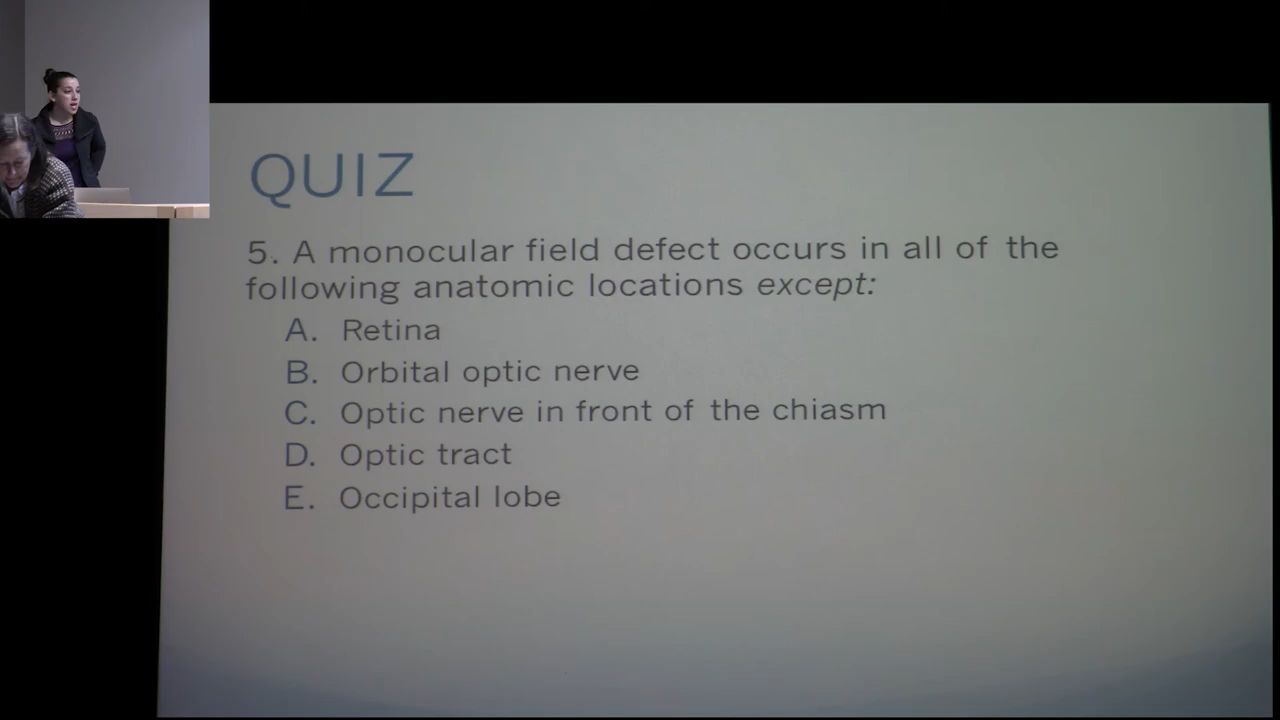 QUIZ
5. A monocular field defect occurs in all of the
following anatomic locations except:
A. Retina
B. Orbital optic nerve
C. Optic nerve in front of the chiasm
D. Optic tract
E. Occipital lobe